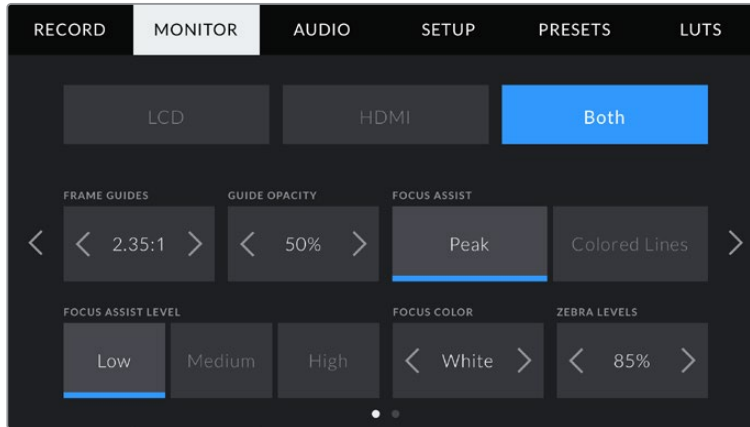 RECORD MONITOR AUDIO SETUP PRESETS LUTS
LCD HDMI Both
FRAME GUIDES GUIDE OPACITY FOCUS ASSIST
2.35:1 50% Peak Colored Lines
FOCUS ASSIST LEVEL FOCUS COLOR ZEBRA LEVELS
Low Medium High White 85%